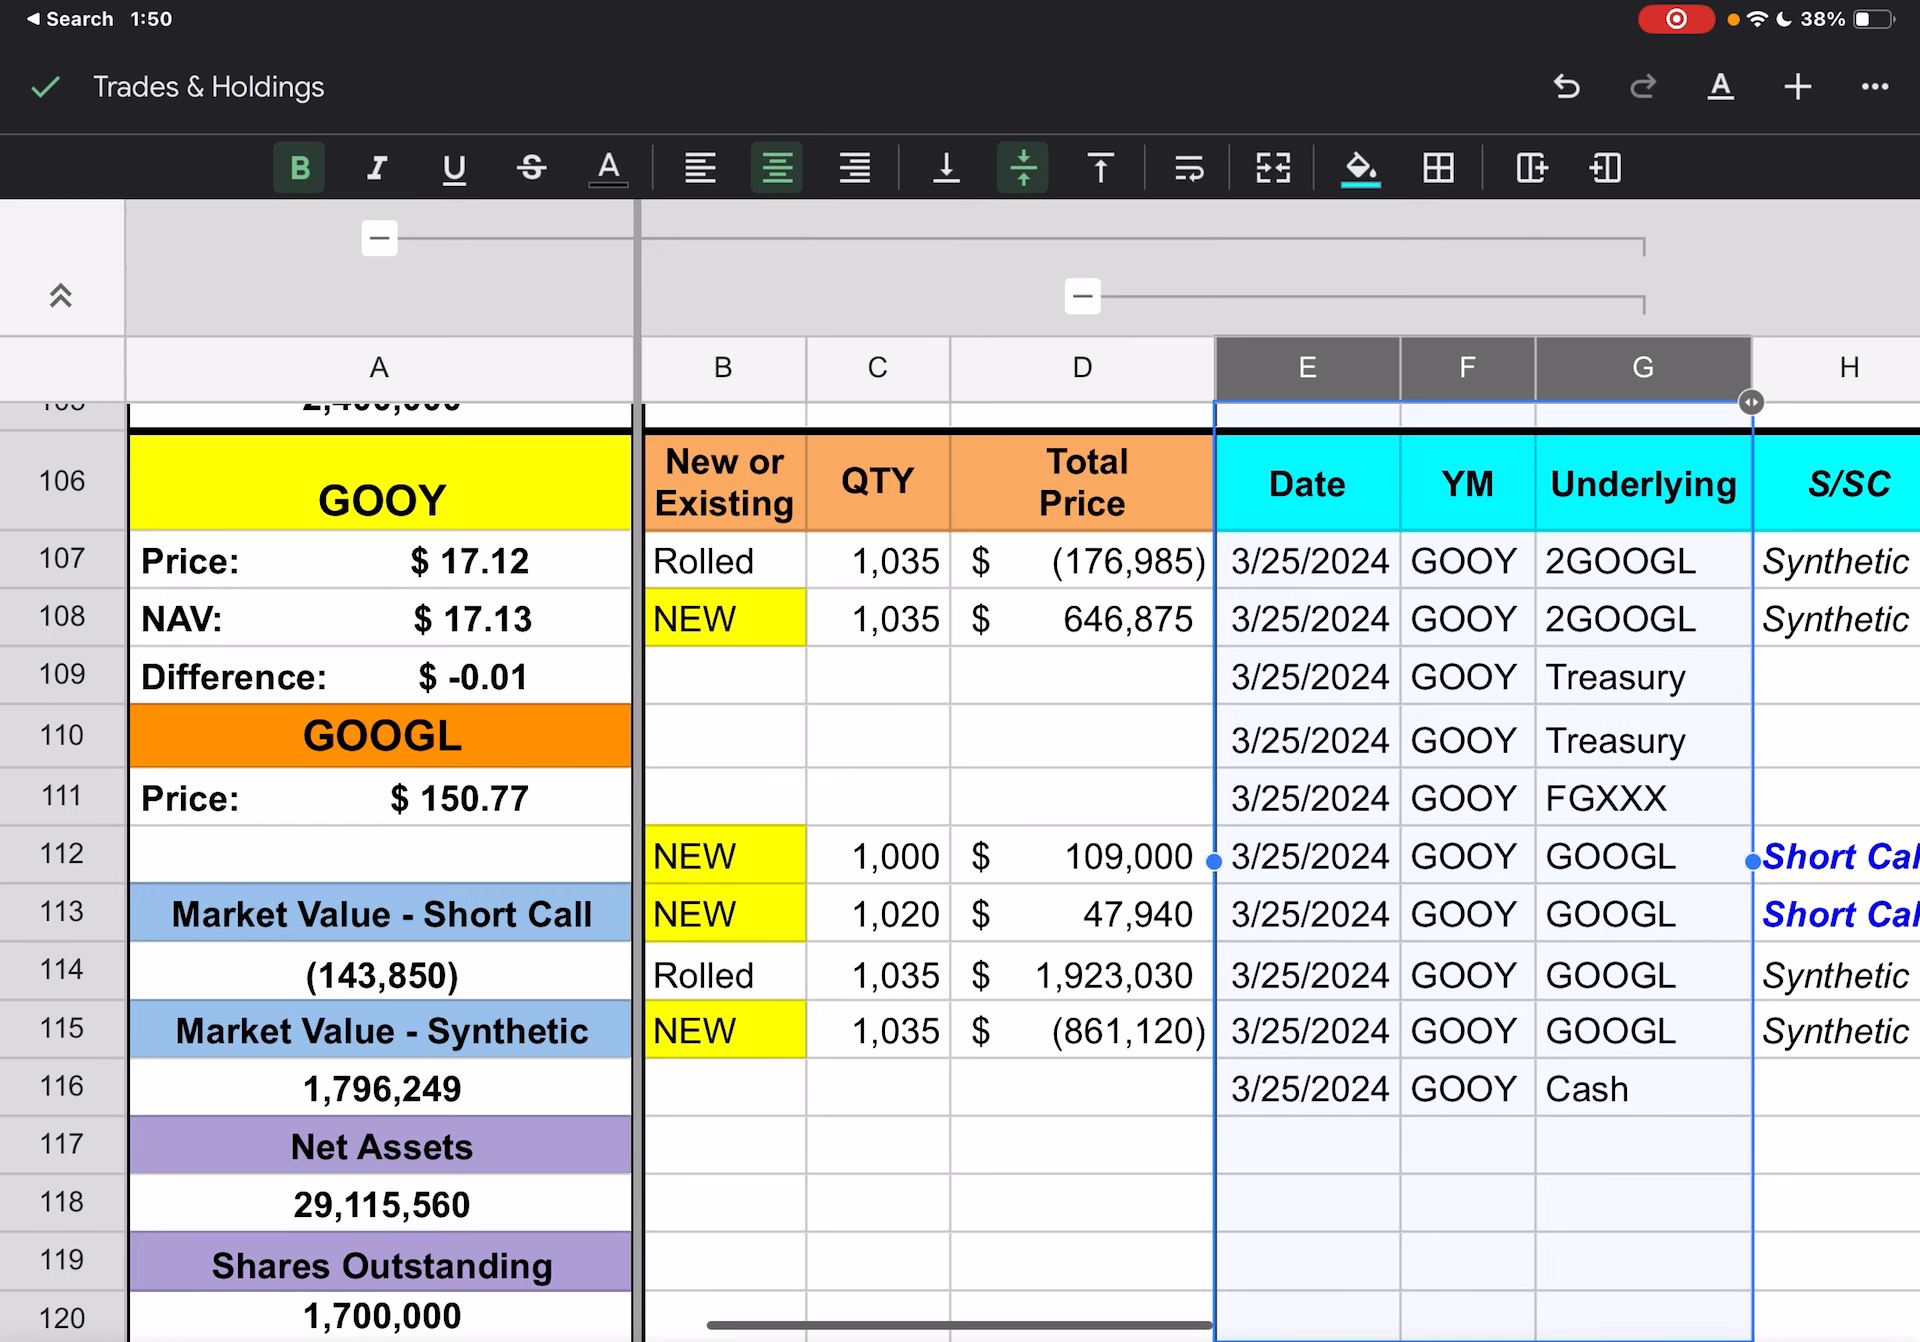 Search 1:50
38%
Trades & Holdings
B I U S A
A B C D E F G H
106 GOOY New or Existing QTY Total Price Date YM Underlying S/SC
107 Price: $ 17.12 Rolled 1,035 $ (176,985) 3/25/2024 GOOY 2GOOGL Synthetic
108 NAV: $ 17.13 NEW 1,035 $ 646,875 3/25/2024 GOOY 2GOOGL Synthetic
109 Difference: $ -0.01 3/25/2024 GOOY Treasury
110 GOOGL 3/25/2024 GOOY Treasury
111 Price: $ 150.77 3/25/2024 GOOY FGXXX
112 NEW 1,000 $ 109,000 3/25/2024 GOOY GOOGL Short Cal
113 Market Value - Short Call NEW 1,020 $ 47,940 3/25/2024 GOOY GOOGL Short Cal
114 (143,850) Rolled 1,035 $ 1,923,030 3/25/2024 GOOY GOOGL Synthetic
115 Market Value - Synthetic NEW 1,035 $ (861,120) 3/25/2024 GOOY GOOGL Synthetic
116 1,796,249 3/25/2024 GOOY Cash
117 Net Assets
118 29,115,560
119 Shares Outstanding
120 1,700,000